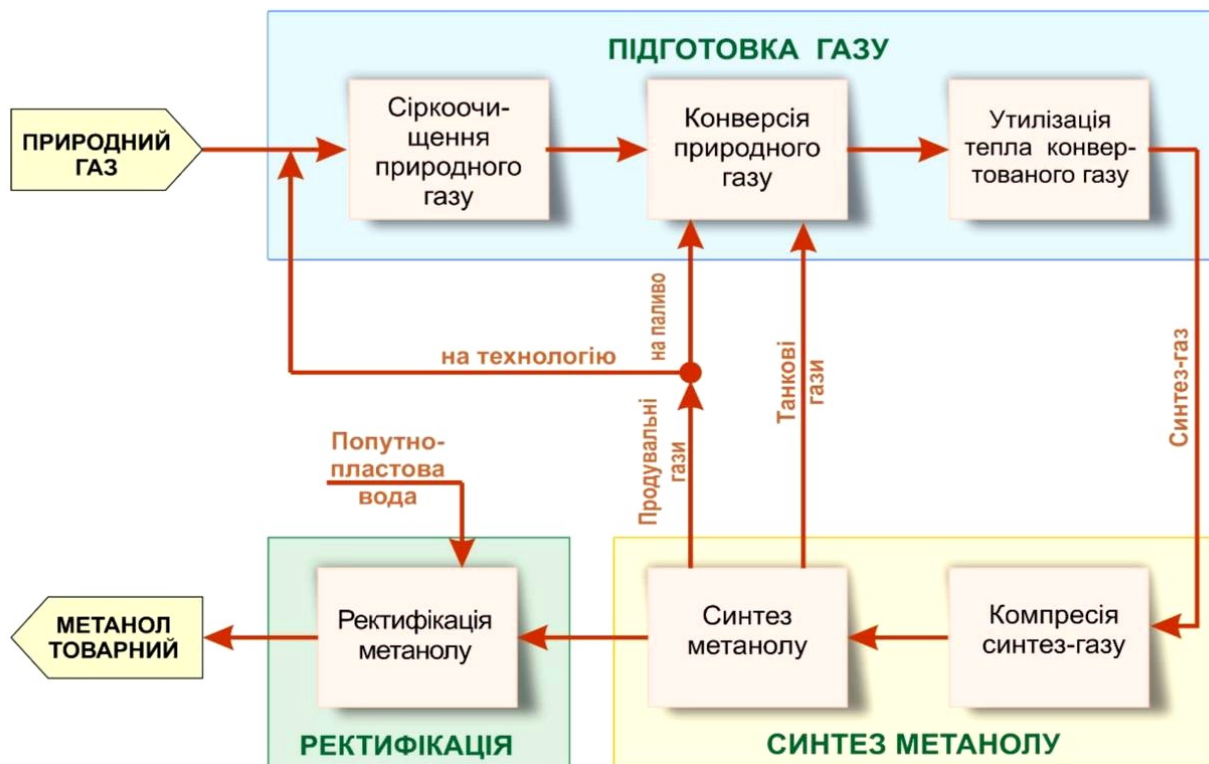 ПІДГОТОВКА ГАЗУ
ПРИРОДНИЙ
ГАЗ
Сіркоочи-
щення
природного
газу
Конверсія
природного
газу
Утилізація
тепла конвер-
тованого газу
на технологію
на паливо
Продувальні
гази
Танкові
гази
Синтез-газ
Попутно-
пластова
вода
МЕТАНОЛ
ТОВАРНИЙ
Ректифікація
метанолу
Синтез
метанолу
Компресія
синтез-газу
РЕКТИФІКАЦІЯ
СИНТЕЗ МЕТАНОЛУ